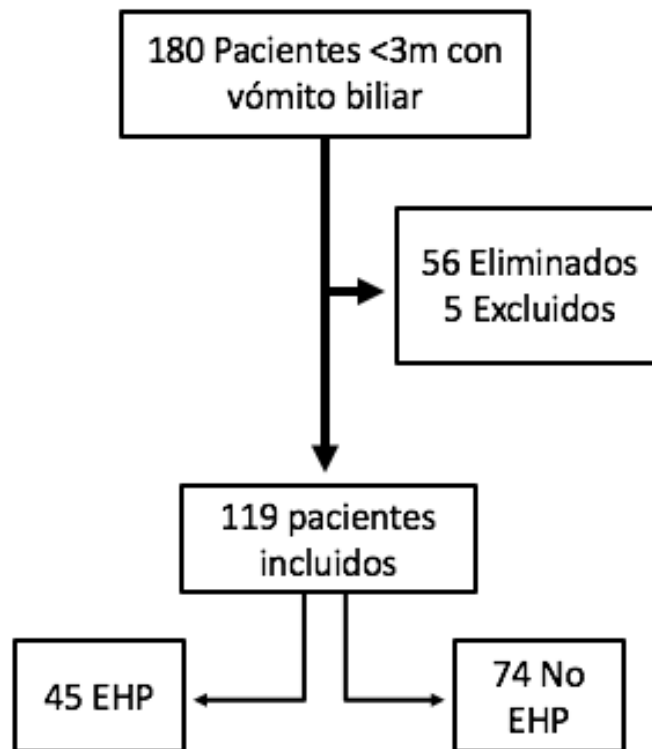 180 Pacientes <3m con
vómito biliar
56 Eliminados
5 Excluidos
119 pacientes
incluidos
45 EHP
74 No
EHP